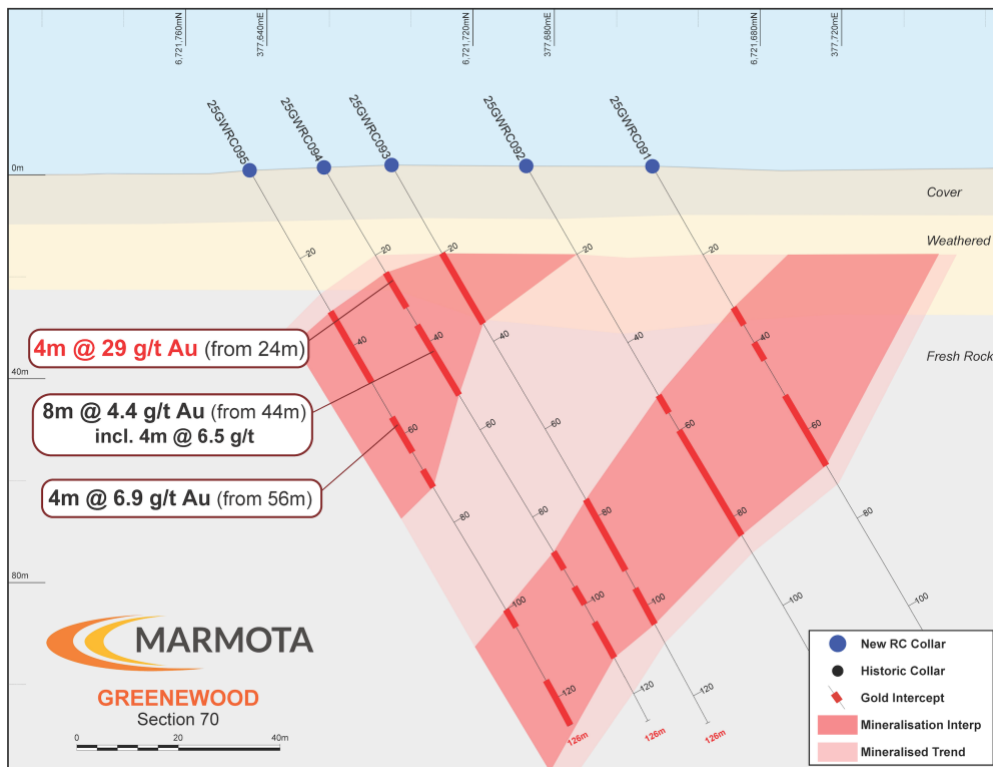 6,721,760mN
377,640mE
6,721,720mN
377,680mE
6,721,680mN
377,720mE
25GWRC095
25GWRC094
25GWRC093
25GWRC092
25GWRC091
0m
Cover
Weathered
Fresh Rock
20
20
20
20
20
40
40
40
40
40
60
60
60
60
80
80
80
80
100
100
100
100
100
120
120
120
126m
126m
126m
4m @ 29 g/t Au (from 24m)
40m
8m @ 4.4 g/t Au (from 44m)
incl. 4m @ 6.5 g/t
4m @ 6.9 g/t Au (from 56m)
80m
MARMOTA
GREENEWOOD
Section 70
0 20 40m
New RC Collar
Historic Collar
Gold Intercept
Mineralisation Interp
Mineralised Trend